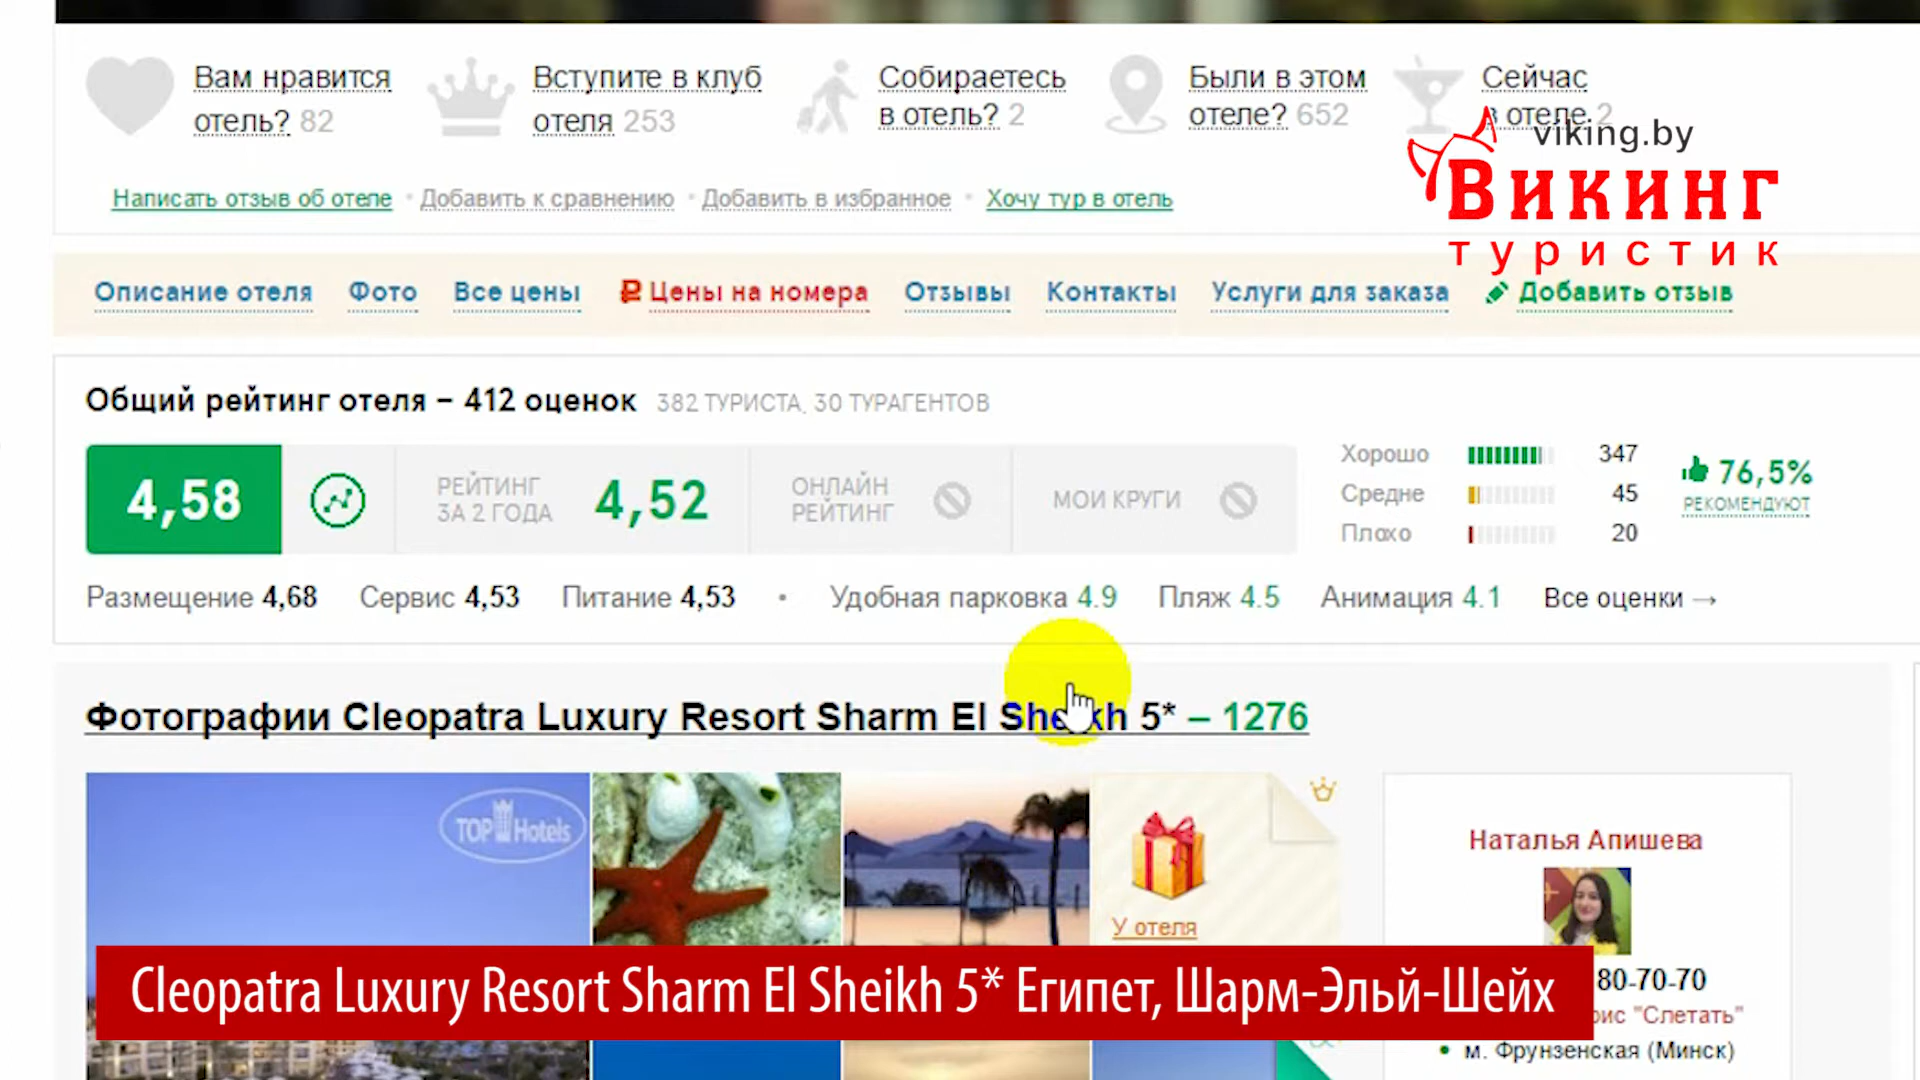 Вам нравится отель? 82
Вступите в клуб отеля 253
Собираетесь в отель? 2
Были в этом отеле? 652
Сейчас в отеле 2
viking.by
Викинг
туристик
Написать отзыв об отеле • Добавить к сравнению • Добавить в избранное • Хочу тур в отель
Описание отеля Фото Все цены Цены на номера Отзывы Контакты Услуги для заказа Добавить отзыв
Общий рейтинг отеля – 412 оценок 382 ТУРИСТА, 30 ТУРАГЕНТОВ
4,58
РЕЙТИНГ ЗА 2 ГОДА 4,52
ОНЛАЙН РЕЙТИНГ
МОИ КРУГИ
Хорошо 347
Средне 45
Плохо 20
76,5%
РЕКОМЕНДУЮТ
Размещение 4,68 Сервис 4,53 Питание 4,53 • Удобная парковка 4.9 Пляж 4.5 Анимация 4.1 Все оценки →
Фотографии Cleopatra Luxury Resort Sharm El Sheikh 5* – 1276
TOP Hotels
У отеля
Наталья Апишева
80-70-70
"Слетать"
• м. Фрунзенская (Минск)
Cleopatra Luxury Resort Sharm El Sheikh 5* Египет, Шарм-Эльй-Шейх